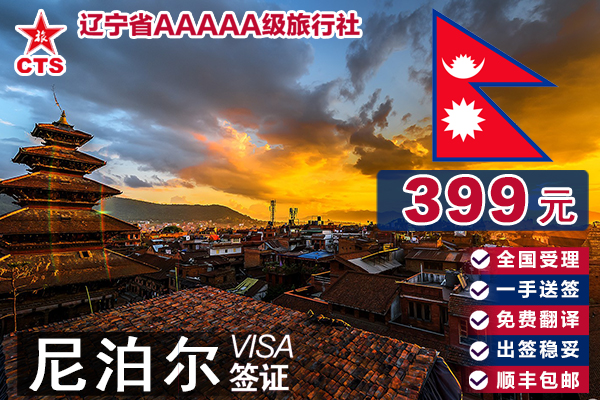 旅
CTS
辽宁省AAAAA级旅行社
399元
全国受理
一手送签
免费翻译
出签稳妥
顺丰包邮
尼泊尔
VISA
签证